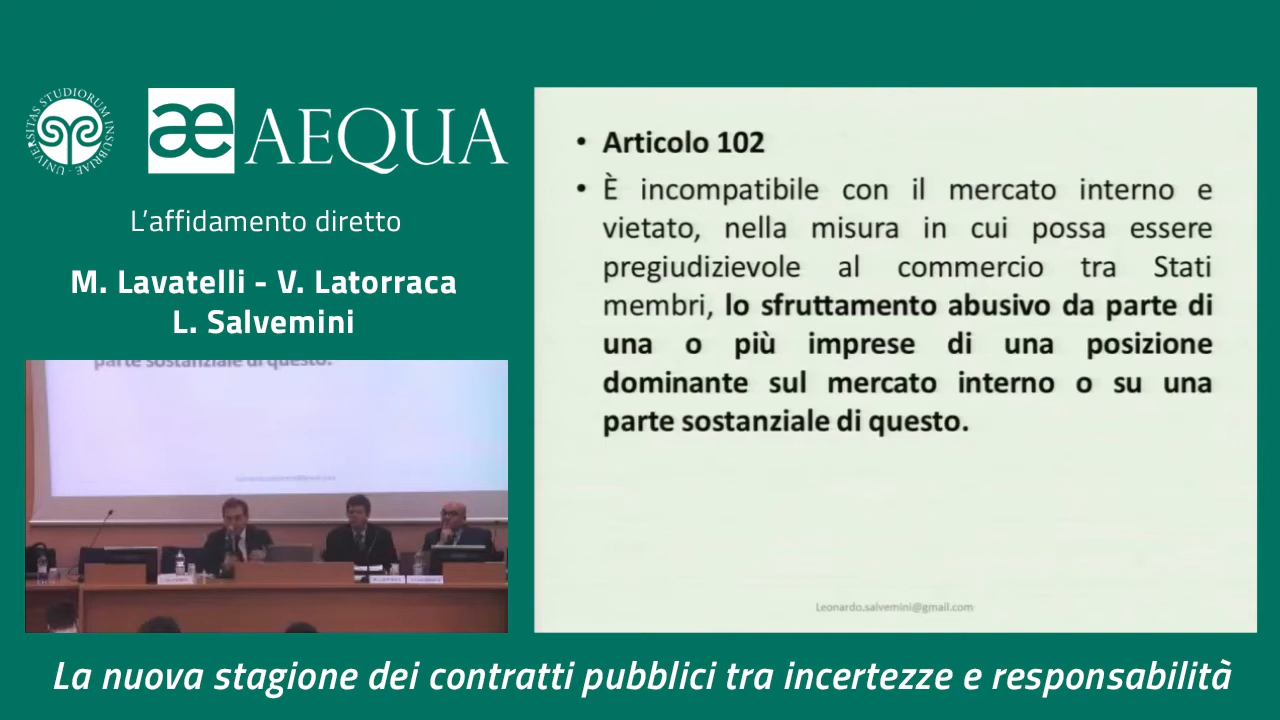 UNIVERSITAS STUDIORUM INSUBRIAE
æ AEQUA
L'affidamento diretto
M. Lavatelli - V. Latorraca
L. Salvemini
parte sostanziale di questo.
• Articolo 102
• È incompatibile con il mercato interno e
vietato, nella misura in cui possa essere
pregiudizievole al commercio tra Stati
membri, lo sfruttamento abusivo da parte di
una o più imprese di una posizione
dominante sul mercato interno o su una
parte sostanziale di questo.
Leonardo.salvemini@gmail.com
La nuova stagione dei contratti pubblici tra incertezze e responsabilità